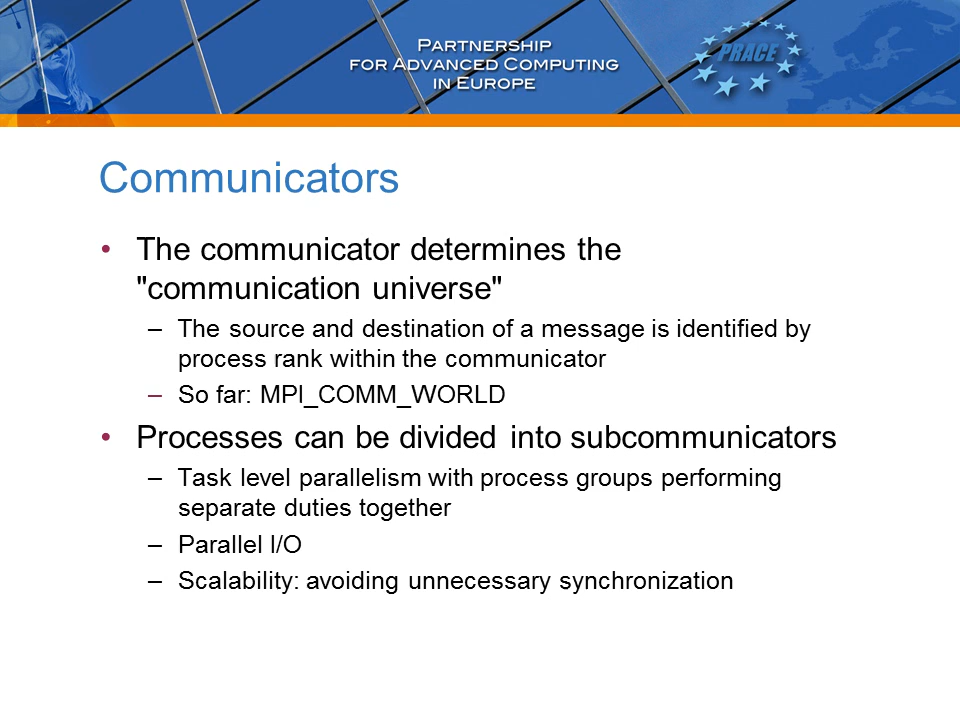 PARTNERSHIP
FOR ADVANCED COMPUTING
IN EUROPE
PRACE
Communicators
• The communicator determines the
"communication universe"
– The source and destination of a message is identified by
process rank within the communicator
– So far: MPI_COMM_WORLD
• Processes can be divided into subcommunicators
– Task level parallelism with process groups performing
separate duties together
– Parallel I/O
– Scalability: avoiding unnecessary synchronization